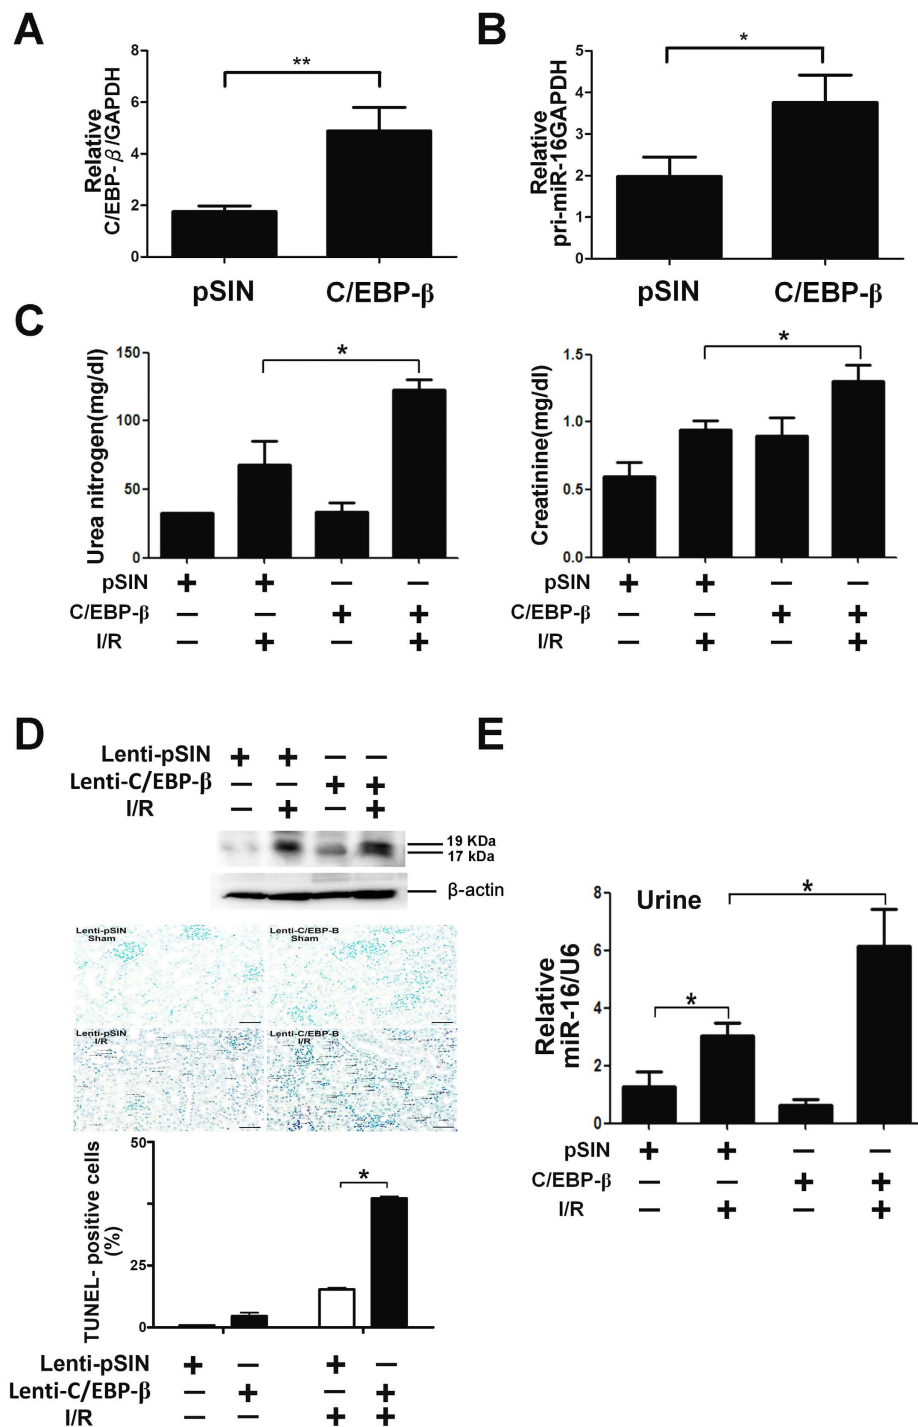 A
Relative
C/EBP-β/GAPDH
8
6
4
2
0
**
pSIN C/EBP-β
B
Relative
pri-miR-16GAPDH
5
4
3
2
1
0
*
pSIN C/EBP-β
C
Urea nitrogen(mg/dl)
150
100
50
0
*
pSIN + + − −
C/EBP-β − − + +
I/R − + − +
Creatinine(mg/dl)
1.5
1.0
0.5
0.0
*
pSIN + + − −
C/EBP-β − − + +
I/R − + − +
D
Lenti-pSIN + + − −
Lenti-C/EBP-β − − + +
I/R − + − +
19 KDa
17 kDa
β-actin
Lenti-pSIN
Sham
Lenti-C/EBP-B
Sham
Lenti-pSIN
I/R
Lenti-C/EBP-B
I/R
TUNEL- positive cells
(%)
50
25
0
*
Lenti-pSIN + − + −
Lenti-C/EBP-β − + − +
I/R − − + +
E
Urine
Relative
miR-16/U6
8
6
4
2
0
*
*
pSIN + + − −
C/EBP-β − − + +
I/R − + − +